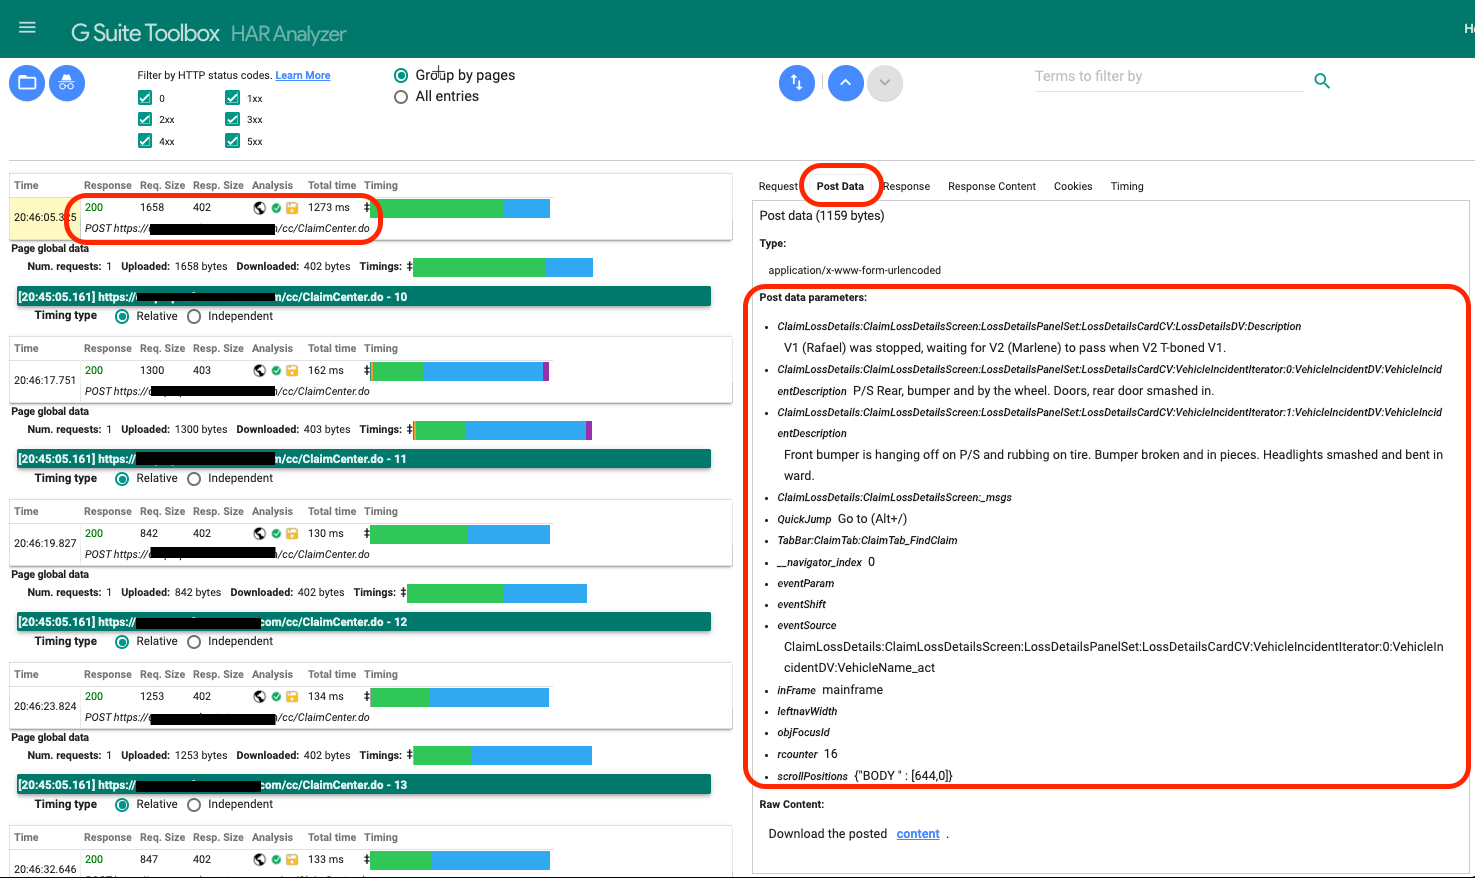 G Suite Toolbox HAR Analyzer
Filter by HTTP status codes. Learn More
0 1xx
2xx 3xx
4xx 5xx
Group by pages
All entries
Terms to filter by
Time Response Req. Size Resp. Size Analysis Total time Timing
20:46:05.325 200 1658 402 1273 ms ‡
POST https:// /cc/ClaimCenter.do
Page global data
Num. requests: 1 Uploaded: 1658 bytes Downloaded: 402 bytes Timings: ‡
[20:45:05.161] https:// n/cc/ClaimCenter.do - 10
Timing type Relative Independent
Time Response Req. Size Resp. Size Analysis Total time Timing
20:46:17.751 200 1300 403 162 ms ‡
POST https:// /cc/ClaimCenter.do
Page global data
Num. requests: 1 Uploaded: 1300 bytes Downloaded: 403 bytes Timings: ‡
[20:45:05.161] https:// n/cc/ClaimCenter.do - 11
Timing type Relative Independent
Time Response Req. Size Resp. Size Analysis Total time Timing
20:46:19.827 200 842 402 130 ms ‡
POST https:// /cc/ClaimCenter.do
Page global data
Num. requests: 1 Uploaded: 842 bytes Downloaded: 402 bytes Timings: ‡
[20:45:05.161] https:// com/cc/ClaimCenter.do - 12
Timing type Relative Independent
Time Response Req. Size Resp. Size Analysis Total time Timing
20:46:23.824 200 1253 402 134 ms ‡
POST https:// /cc/ClaimCenter.do
Page global data
Num. requests: 1 Uploaded: 1253 bytes Downloaded: 402 bytes Timings: ‡
[20:45:05.161] https:// com/cc/ClaimCenter.do - 13
Timing type Relative Independent
Time Response Req. Size Resp. Size Analysis Total time Timing
20:46:32.646 200 847 402 133 ms ‡
Request Post Data Response Response Content Cookies Timing
Post data (1159 bytes)
Type:
application/x-www-form-urlencoded
Post data parameters:
• ClaimLossDetails:ClaimLossDetailsScreen:LossDetailsPanelSet:LossDetailsCardCV:LossDetailsDV:Description
V1 (Rafael) was stopped, waiting for V2 (Marlene) to pass when V2 T-boned V1.
• ClaimLossDetails:ClaimLossDetailsScreen:LossDetailsPanelSet:LossDetailsCardCV:VehicleIncidentIterator:0:VehicleIncidentDV:VehicleIncid
entDescription P/S Rear, bumper and by the wheel. Doors, rear door smashed in.
• ClaimLossDetails:ClaimLossDetailsScreen:LossDetailsPanelSet:LossDetailsCardCV:VehicleIncidentIterator:1:VehicleIncidentDV:VehicleIncid
entDescription
Front bumper is hanging off on P/S and rubbing on tire. Bumper broken and in pieces. Headlights smashed and bent in
ward.
• ClaimLossDetails:ClaimLossDetailsScreen:_msgs
• QuickJump Go to (Alt+/)
• TabBar:ClaimTab:ClaimTab_FindClaim
• __navigator_index 0
• eventParam
• eventShift
• eventSource
ClaimLossDetails:ClaimLossDetailsScreen:LossDetailsPanelSet:LossDetailsCardCV:VehicleIncidentIterator:0:VehicleIn
cidentDV:VehicleName_act
• inFrame mainframe
• leftnavWidth
• objFocusId
• rcounter 16
• scrollPositions {"BODY " : [644,0]}
Raw Content:
Download the posted content .